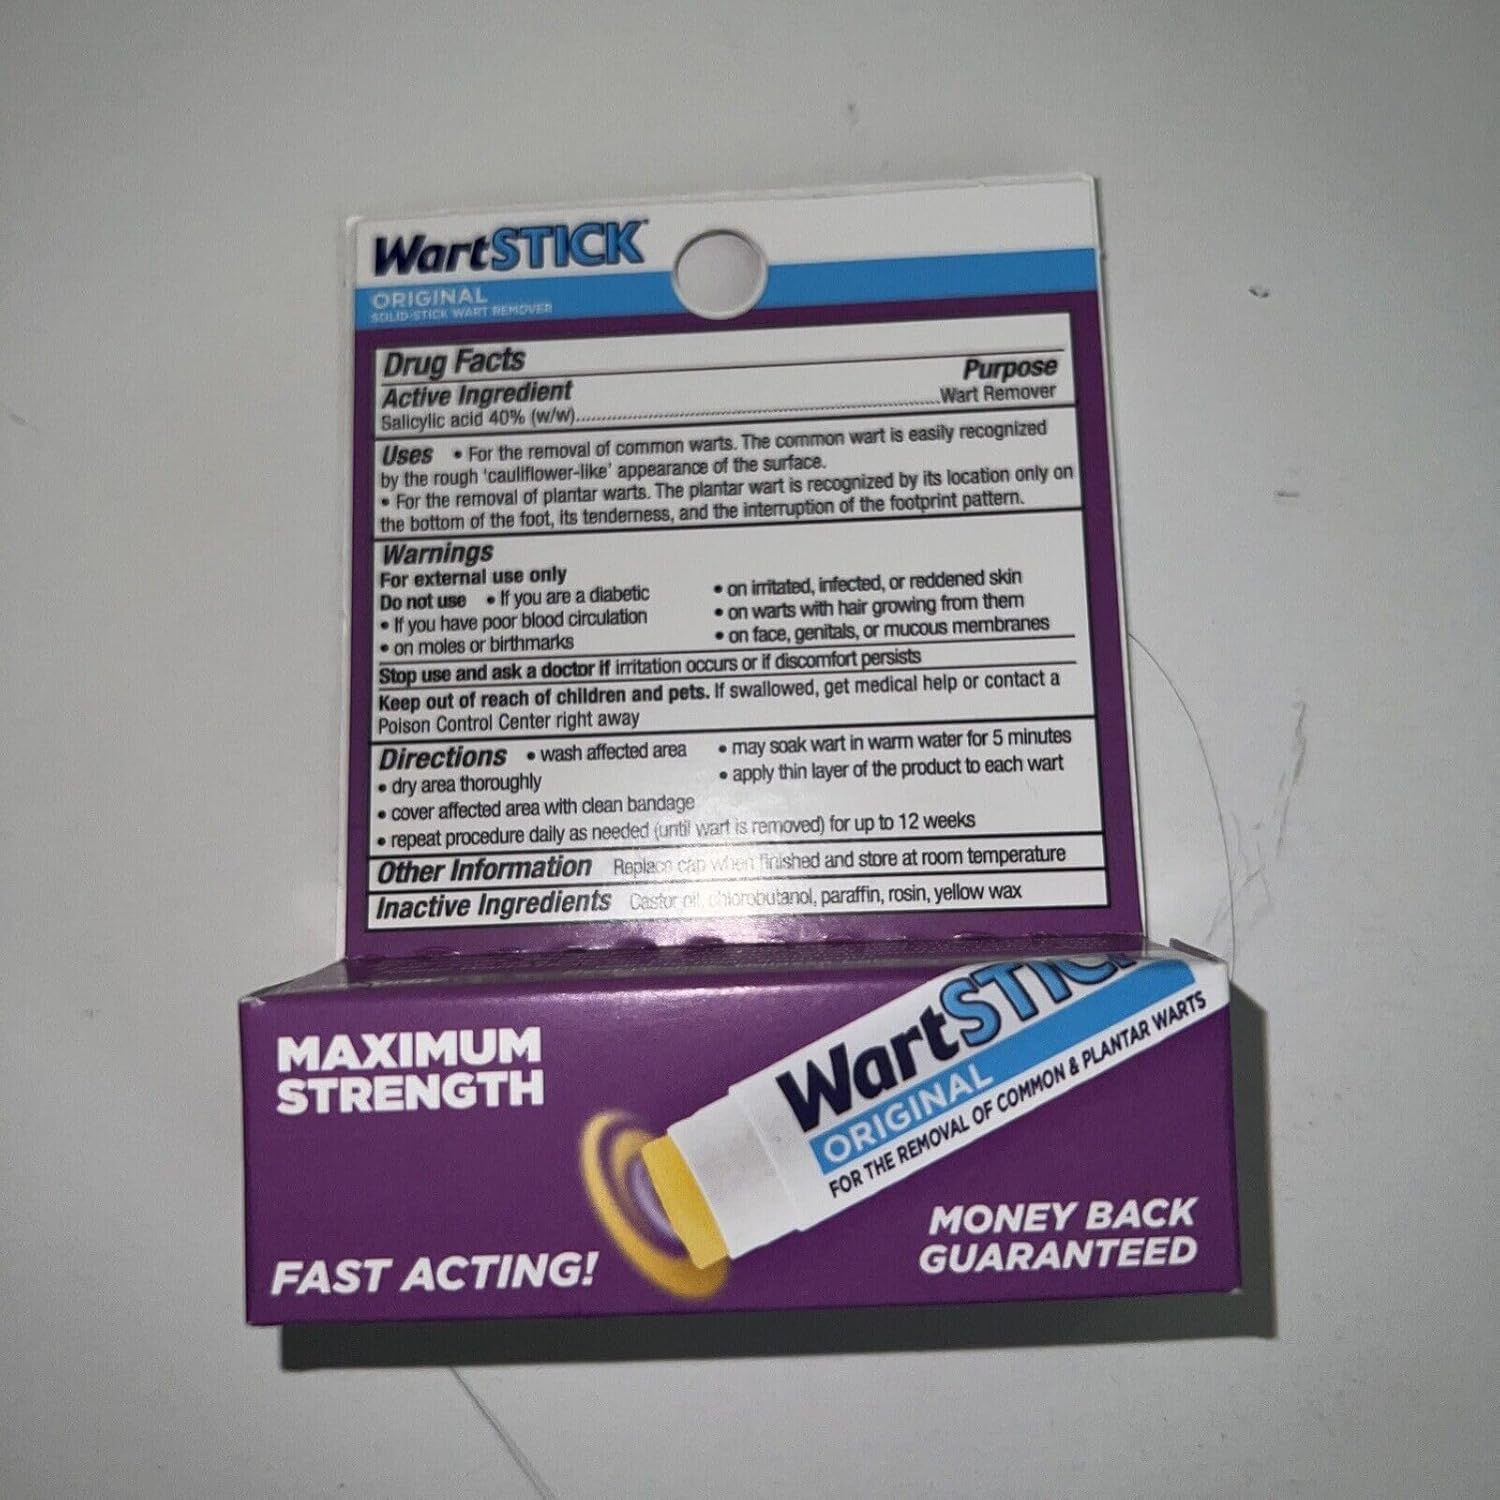 WartSTICK™
ORIGINAL
SOLID-STICK WART REMOVER
Drug Facts
Active Ingredient Purpose
Salicylic acid 40% (w/w)..........Wart Remover
Uses • For the removal of common warts. The common wart is easily recognized
by the rough 'cauliflower-like' appearance of the surface.
• For the removal of plantar warts. The plantar wart is recognized by its location only on
the bottom of the foot, its tenderness, and the interruption of the footprint pattern.
Warnings
For external use only
Do not use • If you are a diabetic • on irritated, infected, or reddened skin
• If you have poor blood circulation • on warts with hair growing from them
• on moles or birthmarks • on face, genitals, or mucous membranes
Stop use and ask a doctor if irritation occurs or if discomfort persists
Keep out of reach of children and pets. If swallowed, get medical help or contact a
Poison Control Center right away
Directions • wash affected area • may soak wart in warm water for 5 minutes
• dry area thoroughly • apply thin layer of the product to each wart
• cover affected area with clean bandage
• repeat procedure daily as needed (until wart is removed) for up to 12 weeks
Other Information Replace cap when finished and store at room temperature
Inactive Ingredients Castor oil, chlorobutanol, paraffin, rosin, yellow wax
MAXIMUM
STRENGTH
WartSTIC
ORIGINAL
FOR THE REMOVAL OF COMMON & PLANTAR WARTS
FAST ACTING!
MONEY BACK
GUARANTEED